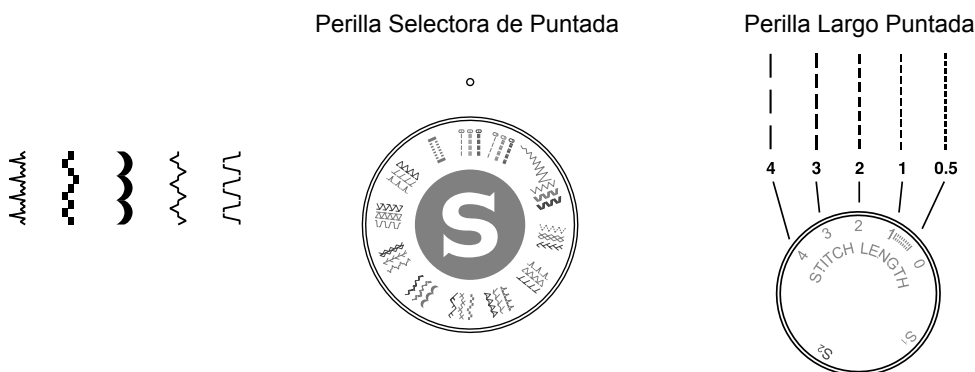 Perilla Selectora de Puntada
Perilla Largo Puntada
4 3 2 1 0.5
S
4 3 2 1 0
STITCH LENGTH
S2 S1